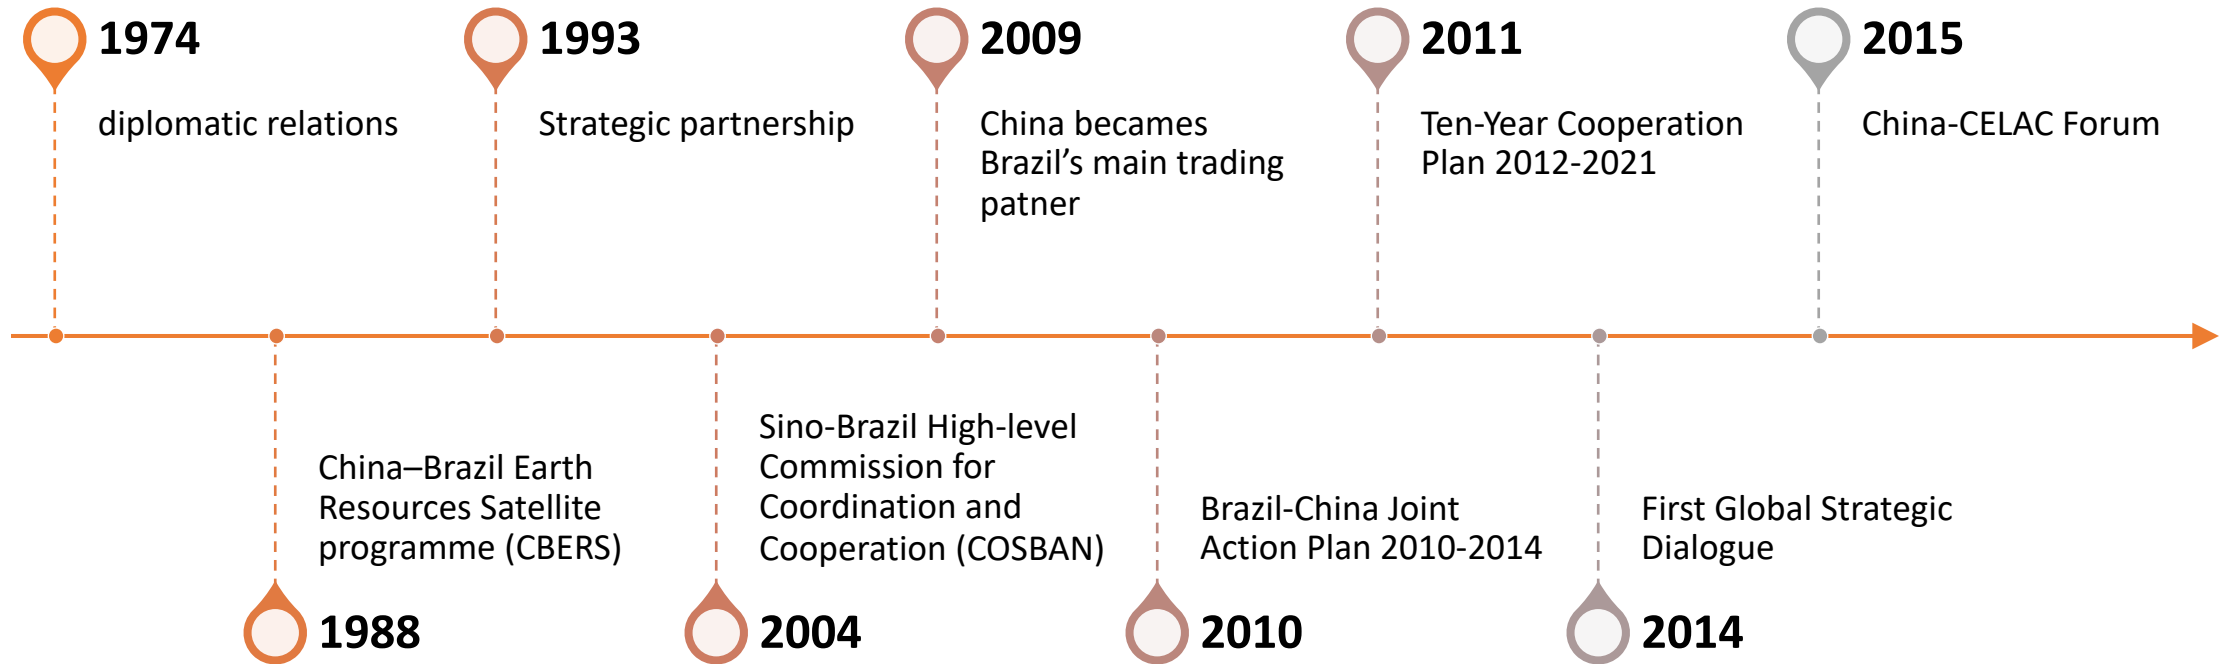 1974
diplomatic relations
1993
Strategic partnership
2009
China becames
Brazil’s main trading
patner
2011
Ten-Year Cooperation
Plan 2012-2021
2015
China-CELAC Forum
China–Brazil Earth
Resources Satellite
programme (CBERS)
1988
Sino-Brazil High-level
Commission for
Coordination and
Cooperation (COSBAN)
2004
Brazil-China Joint
Action Plan 2010-2014
2010
First Global Strategic
Dialogue
2014